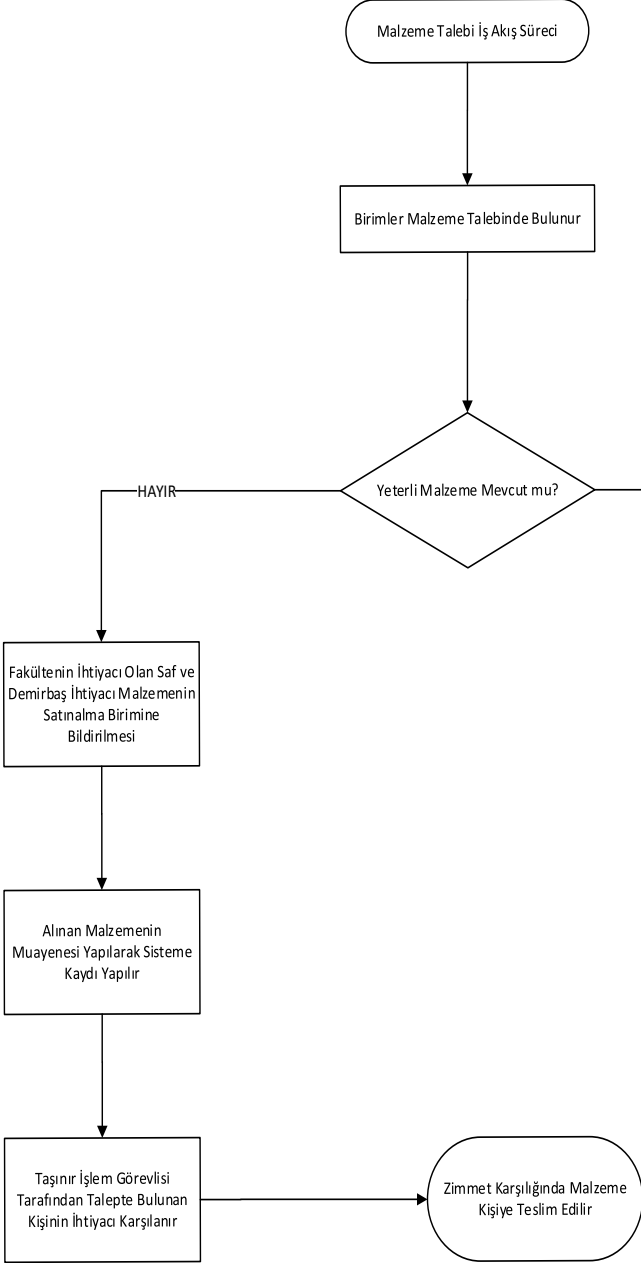 Malzeme Talebi İş Akış Süreci
Birimler Malzeme Talebinde Bulunur
Yeterli Malzeme Mevcut mu?
HAYIR
Fakültenin İhtiyacı Olan Saf ve
Demirbaş İhtiyacı Malzemenin
Satınalma Birimine
Bildirilmesi
Alınan Malzemenin
Muayenesi Yapılarak Sisteme
Kaydı Yapılır
Taşınır İşlem Görevlisi
Tarafından Talepte Bulunan
Kişinin İhtiyacı Karşılanır
Zimmet Karşılığında Malzeme
Kişiye Teslim Edilir